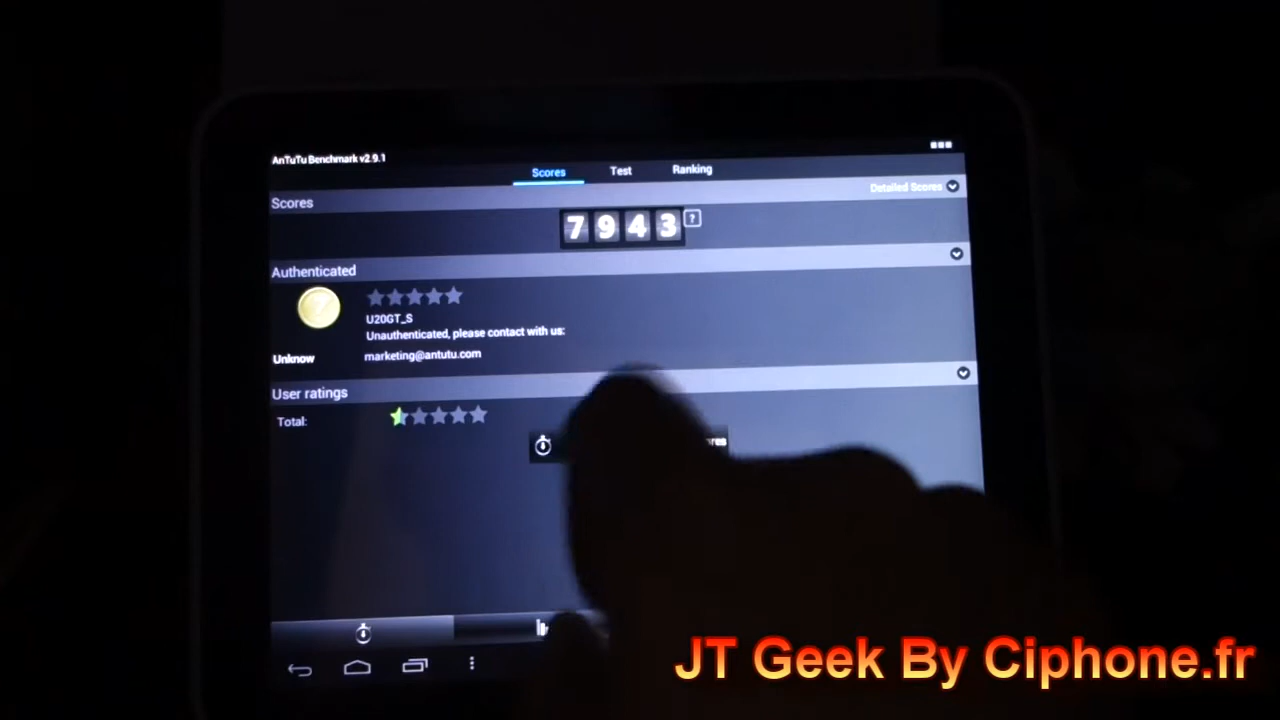 AnTuTu Benchmark v2.9.1
Scores Test Ranking
Scores Detailed Scores
7943 ?
Authenticated
U20GT_S
Unauthenticated, please contact with us:
Unknow marketing@antutu.com
User ratings
Total:
JT Geek By Ciphone.fr